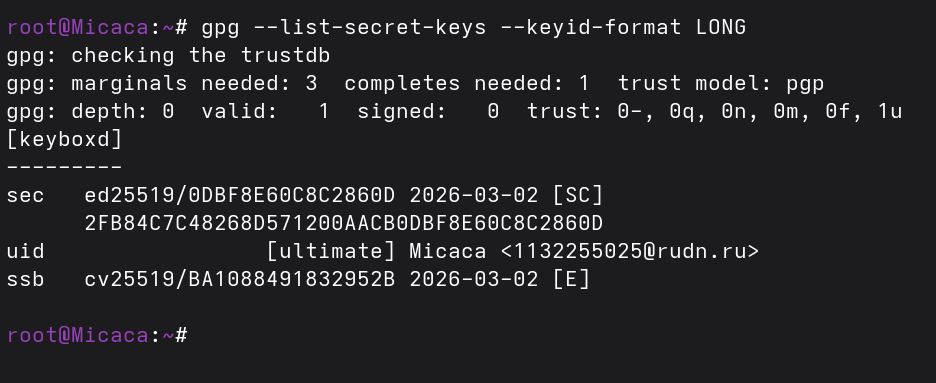 root@Micaca:~# gpg --list-secret-keys --keyid-format LONG
gpg: checking the trustdb
gpg: marginals needed: 3  completes needed: 1  trust model: pgp
gpg: depth: 0  valid:   1  signed:   0  trust: 0-, 0q, 0n, 0m, 0f, 1u
[keyboxd]
---------
sec   ed25519/0DBF8E60C8C2860D 2026-03-02 [SC]
      2FB84C7C48268D571200AACB0DBF8E60C8C2860D
uid                 [ultimate] Micaca <1132255025@rudn.ru>
ssb   cv25519/BA1088491832952B 2026-03-02 [E]
root@Micaca:~#